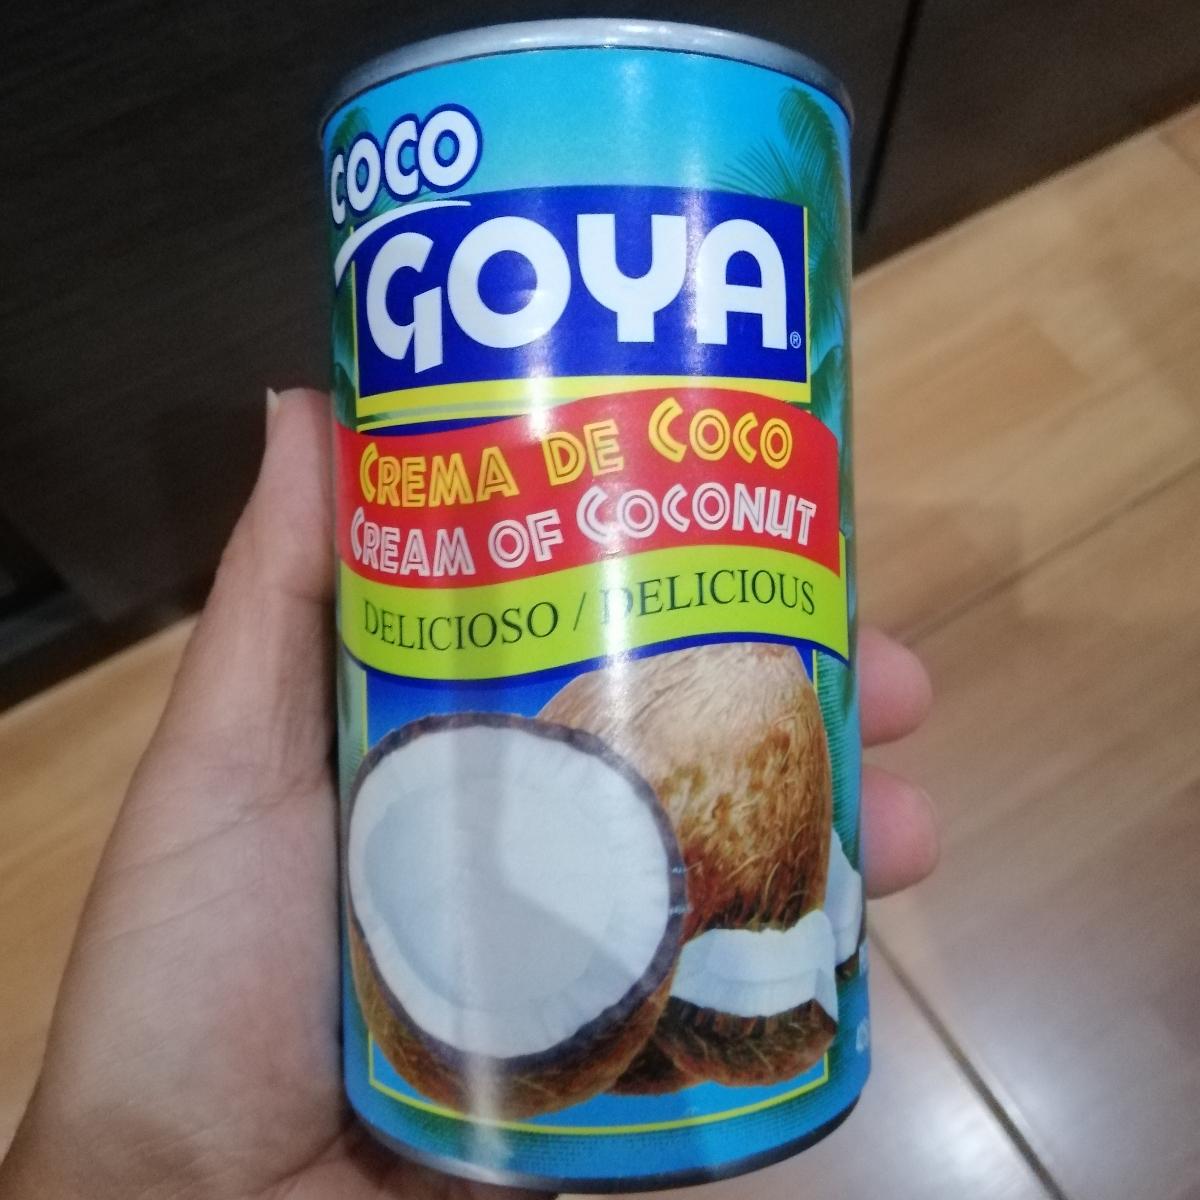 COCO
GOYA®
CREMA DE COCO
CREAM OF COCONUT
DELICIOSO / DELICIOUS